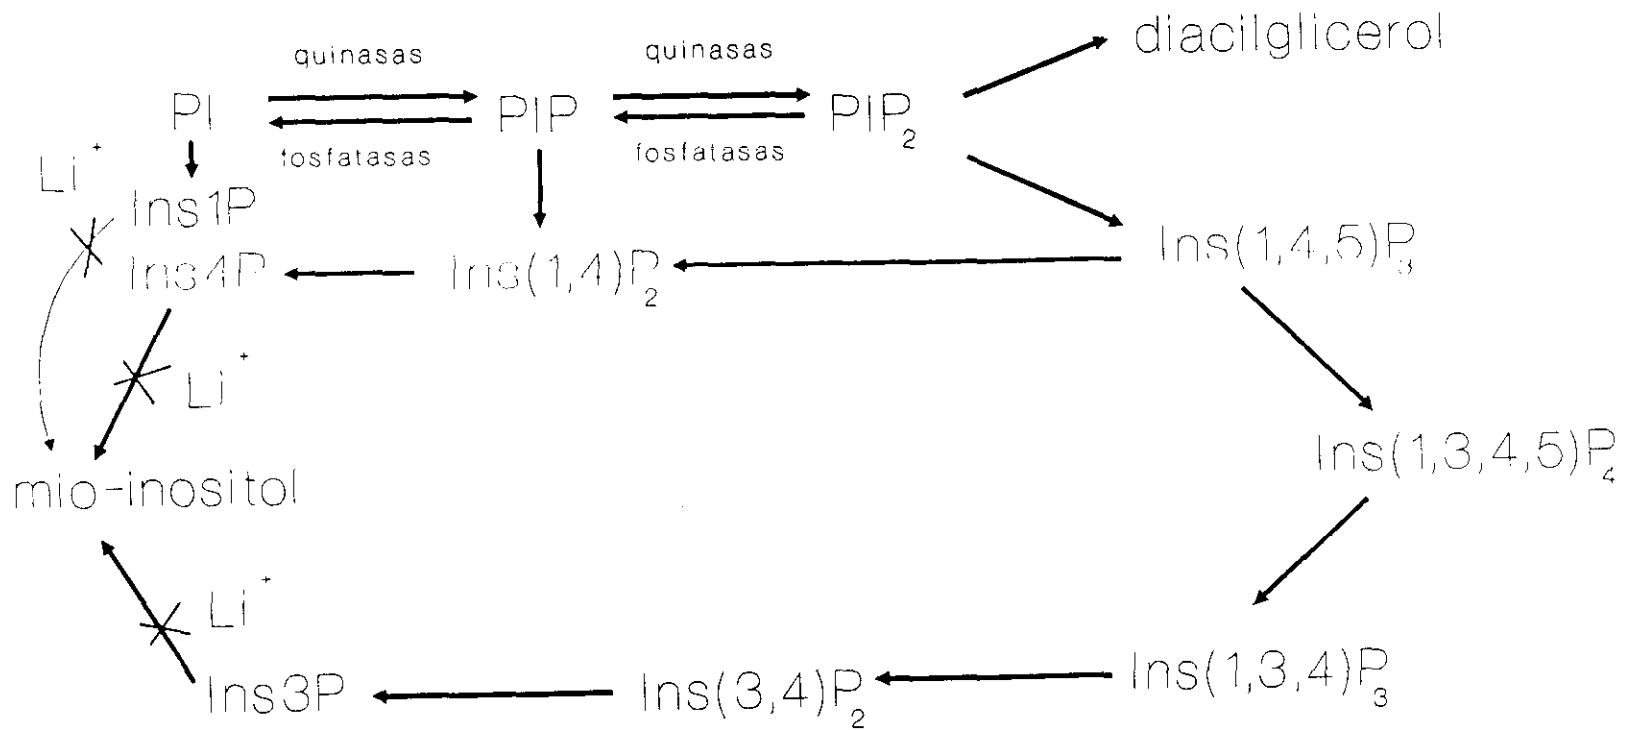 diacilglicerol
quinasas quinasas
PI PIP PIP₂
fosfatasas fosfatasas
Li⁺
Ins1P
Ins(1,4,5)P₃
Ins4P Ins(1,4)P₂
Li⁺
Ins(1,3,4,5)P₄
mio-inositol
Li⁺
Ins(1,3,4)P₃
Ins3P Ins(3,4)P₂